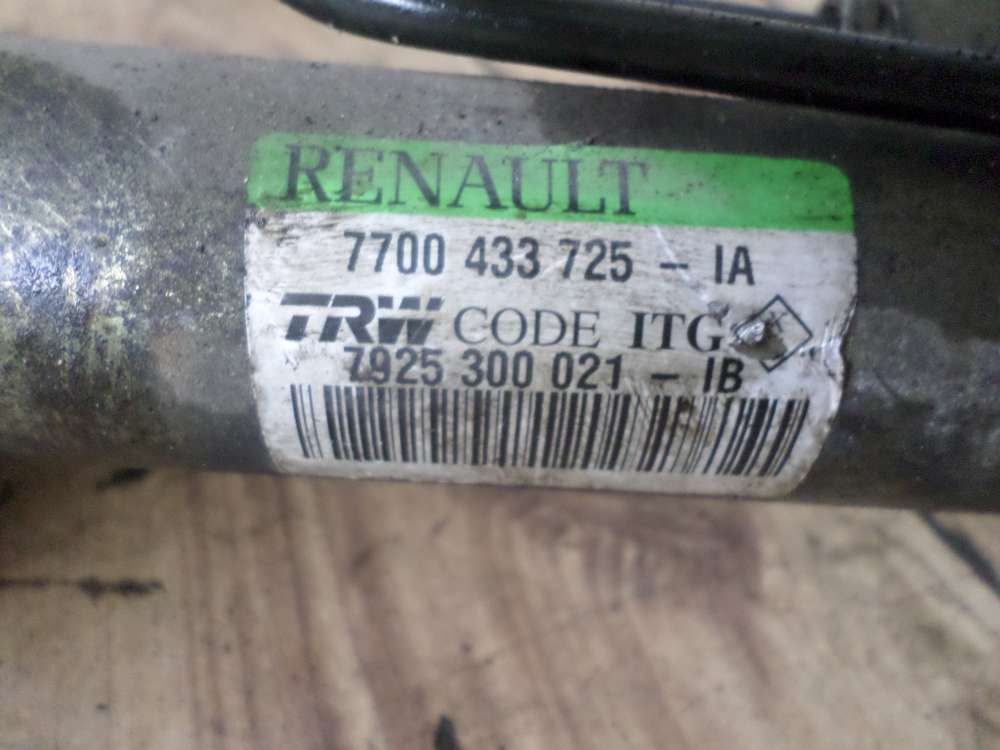 RENAULT
7700 433 725 - IA
TRW CODE ITG
7925 300 021 - IB